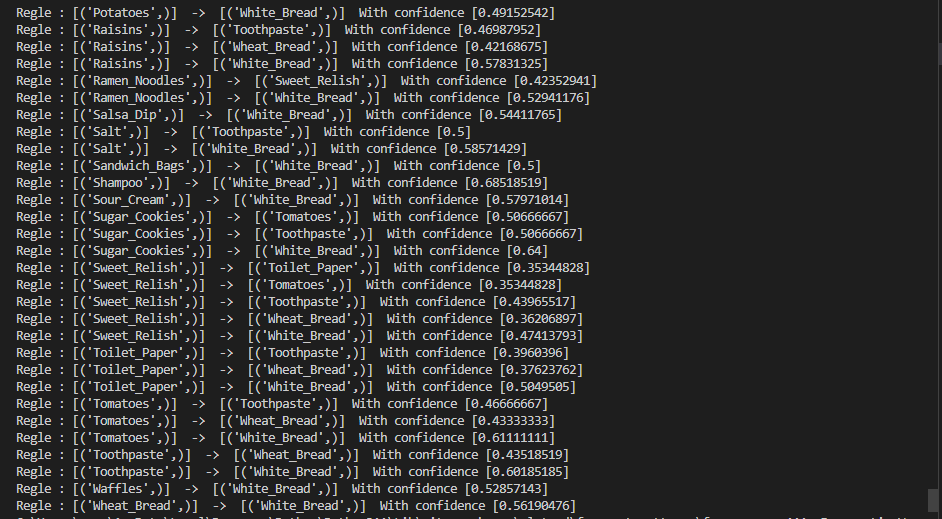 Regle : [('Potatoes',)]  ->  [('White_Bread',)]  With confidence [0.49152542]
Regle : [('Raisins',)]  ->  [('Toothpaste',)]  With confidence [0.46987952]
Regle : [('Raisins',)]  ->  [('Wheat_Bread',)]  With confidence [0.42168675]
Regle : [('Raisins',)]  ->  [('White_Bread',)]  With confidence [0.57831325]
Regle : [('Ramen_Noodles',)]  ->  [('Sweet_Relish',)]  With confidence [0.42352941]
Regle : [('Ramen_Noodles',)]  ->  [('White_Bread',)]  With confidence [0.52941176]
Regle : [('Salsa_Dip',)]  ->  [('White_Bread',)]  With confidence [0.54411765]
Regle : [('Salt',)]  ->  [('Toothpaste',)]  With confidence [0.5]
Regle : [('Salt',)]  ->  [('White_Bread',)]  With confidence [0.58571429]
Regle : [('Sandwich_Bags',)]  ->  [('White_Bread',)]  With confidence [0.5]
Regle : [('Shampoo',)]  ->  [('White_Bread',)]  With confidence [0.68518519]
Regle : [('Sour_Cream',)]  ->  [('White_Bread',)]  With confidence [0.57971014]
Regle : [('Sugar_Cookies',)]  ->  [('Tomatoes',)]  With confidence [0.50666667]
Regle : [('Sugar_Cookies',)]  ->  [('Toothpaste',)]  With confidence [0.50666667]
Regle : [('Sugar_Cookies',)]  ->  [('White_Bread',)]  With confidence [0.64]
Regle : [('Sweet_Relish',)]  ->  [('Toilet_Paper',)]  With confidence [0.35344828]
Regle : [('Sweet_Relish',)]  ->  [('Tomatoes',)]  With confidence [0.35344828]
Regle : [('Sweet_Relish',)]  ->  [('Toothpaste',)]  With confidence [0.43965517]
Regle : [('Sweet_Relish',)]  ->  [('Wheat_Bread',)]  With confidence [0.36206897]
Regle : [('Sweet_Relish',)]  ->  [('White_Bread',)]  With confidence [0.47413793]
Regle : [('Toilet_Paper',)]  ->  [('Toothpaste',)]  With confidence [0.3960396]
Regle : [('Toilet_Paper',)]  ->  [('Wheat_Bread',)]  With confidence [0.37623762]
Regle : [('Toilet_Paper',)]  ->  [('White_Bread',)]  With confidence [0.5049505]
Regle : [('Tomatoes',)]  ->  [('Toothpaste',)]  With confidence [0.46666667]
Regle : [('Tomatoes',)]  ->  [('Wheat_Bread',)]  With confidence [0.43333333]
Regle : [('Tomatoes',)]  ->  [('White_Bread',)]  With confidence [0.61111111]
Regle : [('Toothpaste',)]  ->  [('Wheat_Bread',)]  With confidence [0.43518519]
Regle : [('Toothpaste',)]  ->  [('White_Bread',)]  With confidence [0.60185185]
Regle : [('Waffles',)]  ->  [('White_Bread',)]  With confidence [0.52857143]
Regle : [('Wheat_Bread',)]  ->  [('White_Bread',)]  With confidence [0.56190476]